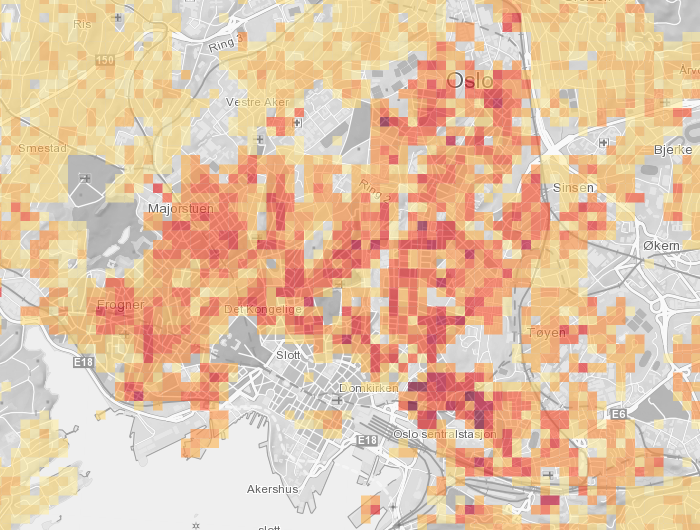 Ris
Ring 3
150
Oslo
Vestre Aker
Smestad
Bjerke
Ring 2
Sinsen
Majorstuen
Økern
Frogner
Det Kongelige
Tøyen
Slott
E18
Domkirken
E6
Oslo sentralstasjon
E18
Akershus
slott